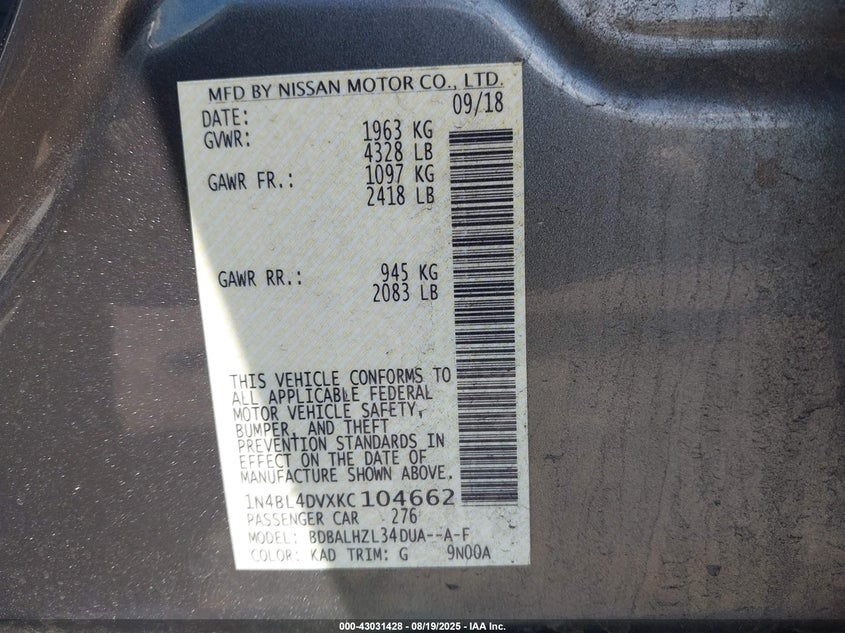 MFD BY NISSAN MOTOR CO., LTD.
DATE: 09/18
GVWR: 1963 KG
4328 LB
GAWR FR.: 1097 KG
2418 LB
GAWR RR.: 945 KG
2083 LB
THIS VEHICLE CONFORMS TO
ALL APPLICABLE FEDERAL
MOTOR VEHICLE SAFETY,
BUMPER, AND THEFT
PREVENTION STANDARDS IN
EFFECT ON THE DATE OF
MANUFACTURE SHOWN ABOVE.
1N4BL4DVXKC104662
PASSENGER CAR 276
MODEL: BDBALHZL34DUA--A-F
COLOR: KAD TRIM: G 9N00A
000-43031428 - 08/19/2025 - IAA Inc.